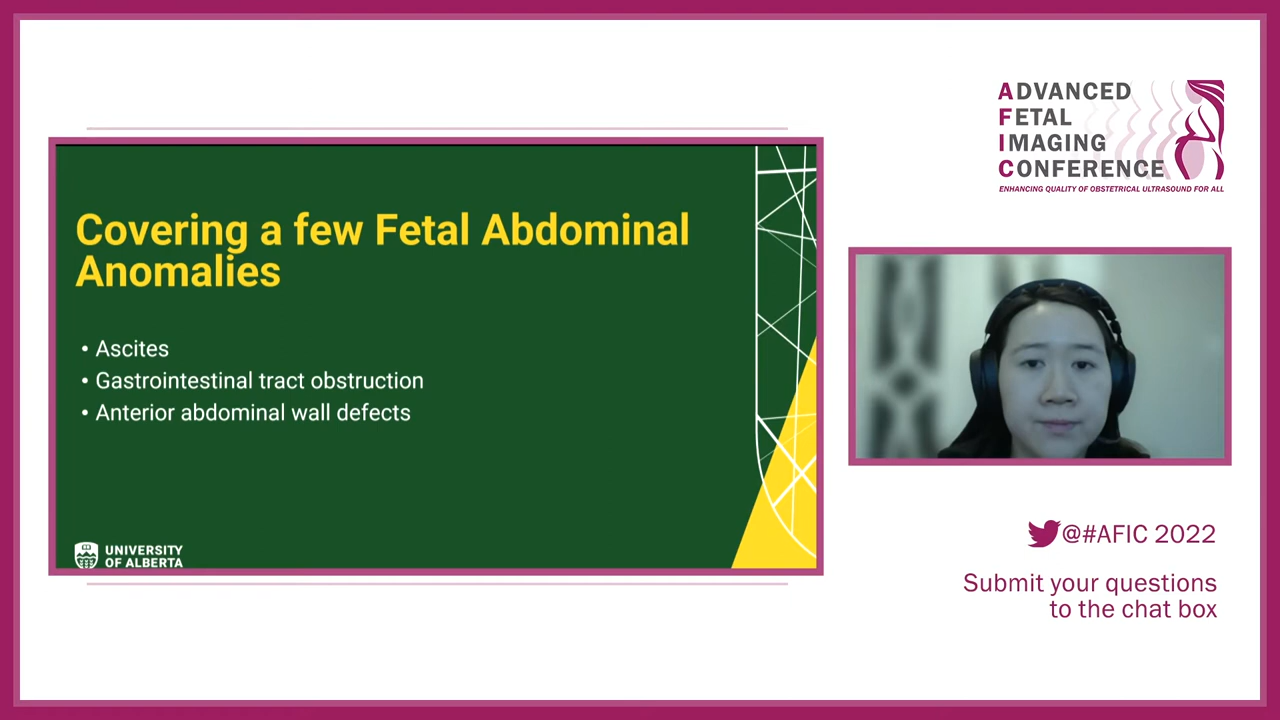 Covering a few Fetal Abdominal
Anomalies
• Ascites
• Gastrointestinal tract obstruction
• Anterior abdominal wall defects
UNIVERSITY
OF ALBERTA
ADVANCED
FETAL
IMAGING
CONFERENCE
ENHANCING QUALITY OF OBSTETRICAL ULTRASOUND FOR ALL
@#AFIC 2022
Submit your questions
to the chat box